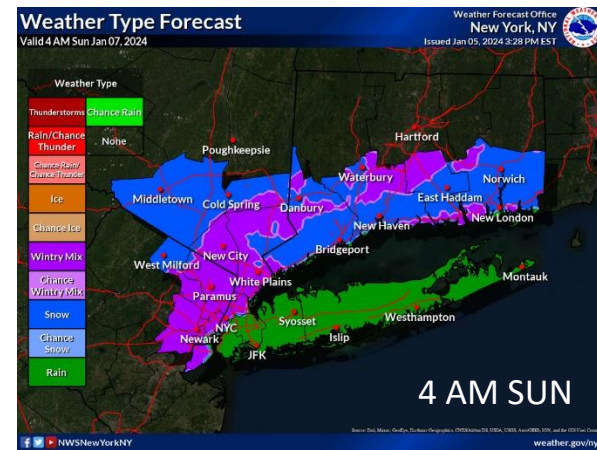 Weather Type Forecast
Valid 4 AM Sun Jan 07, 2024
Weather Forecast Office
New York, NY
Issued Jan 05, 2024 3:28 PM EST
Weather Type
Thunderstorms
Chance Rain
Rain/Chance
Thunder
None
Chance Rain/
Chance Thunder
Ice
Chance Ice
Wintry Mix
Chance
Wintry Mix
Snow
Chance
Snow
Rain
Poughkeepsie
Hartford
Waterbury
Middletown
Cold Spring
Danbury
East Haddam
Norwich
New Haven
New London
West Milford
New City
Bridgeport
White Plains
Montauk
Paramus
NYC
Syosset
Westhampton
Newark
JFK
Islip
4 AM SUN
NWSNewYorkNY
weather.gov/ny